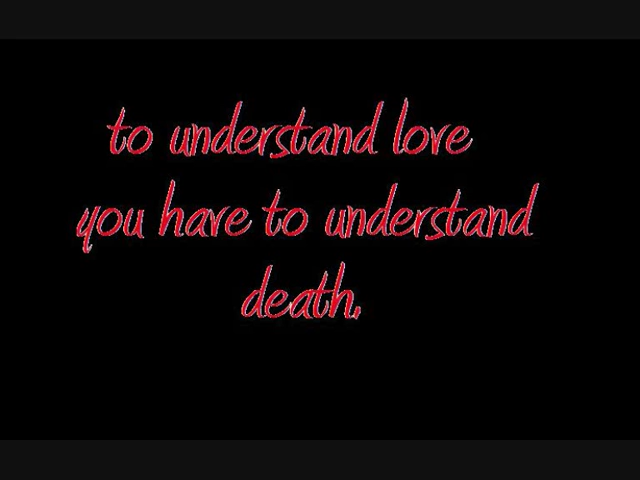 to understand love
you have to understand
death,